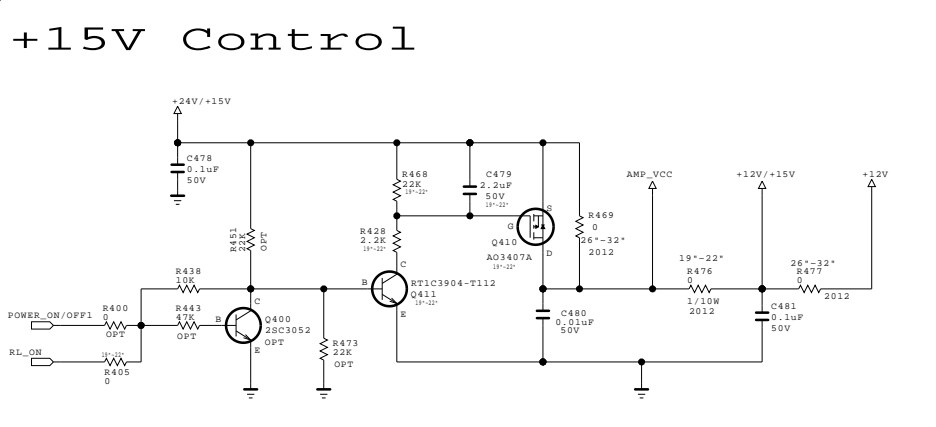 +15V Control
+24V/+15V
C478
0.1uF
50V
R451
22K
OPT
R468
22K
19"~22"
C479
2.2uF
50V
19"~22"
R428
2.2K
19"~22"
S
G
D
Q410
AO3407A
19"~22"
R469
0
26"~32"
2012
AMP_VCC
+12V/+15V
+12V
19"~22"
R476
0
1/10W
2012
26"~32"
R477
0
2012
R438
10K
C
B
E
RT1C3904-T112
Q411
19"~22"
POWER_ON/OFF1
R400
0
OPT
R443
47K
OPT
B
C
E
Q400
2SC3052
OPT
R473
22K
OPT
C480
0.01uF
50V
C481
0.1uF
50V
RL_ON
19"~22"
R405
0